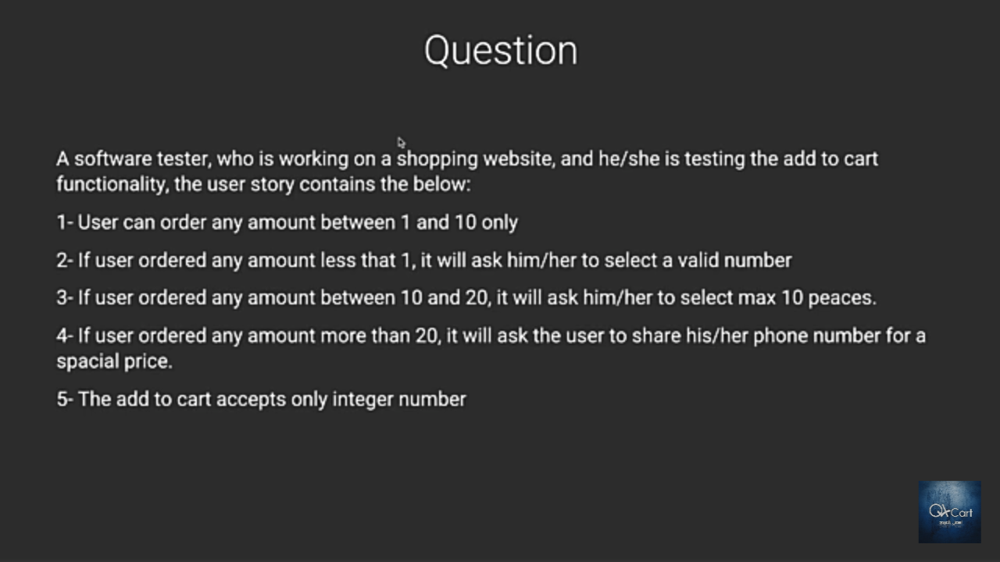 Question
A software tester, who is working on a shopping website, and he/she is testing the add to cart
functionality, the user story contains the below:
1- User can order any amount between 1 and 10 only
2- If user ordered any amount less that 1, it will ask him/her to select a valid number
3- If user ordered any amount between 10 and 20, it will ask him/her to select max 10 peaces.
4- If user ordered any amount more than 20, it will ask the user to share his/her phone number for a
spacial price.
5- The add to cart accepts only integer number
QACart